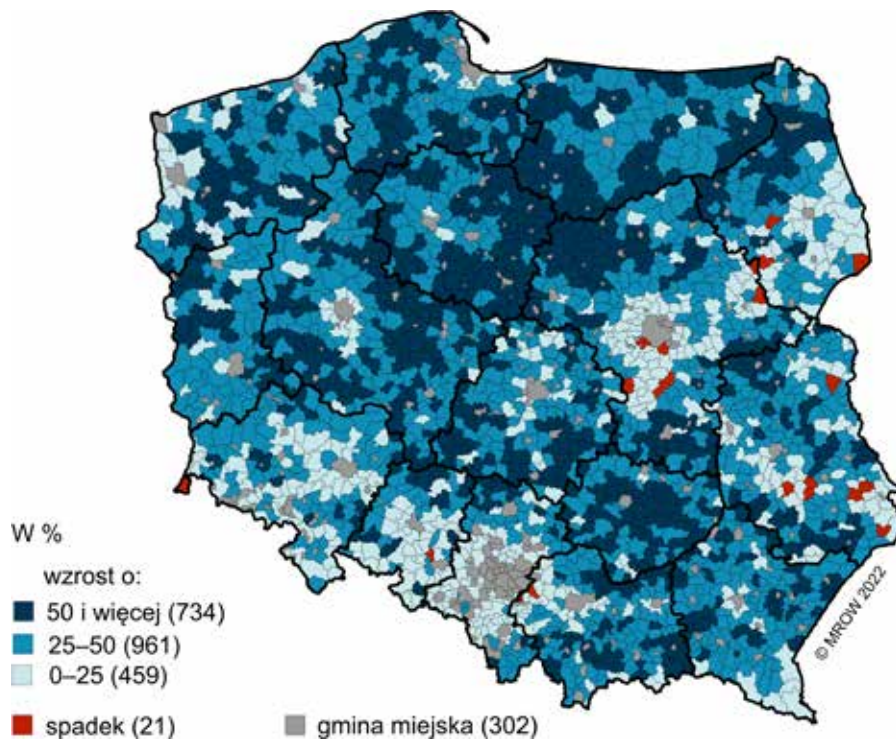 W %
wzrost o:
50 i więcej (734)
25–50 (961)
0–25 (459)
spadek (21)
gmina miejska (302)
© MROW 2022